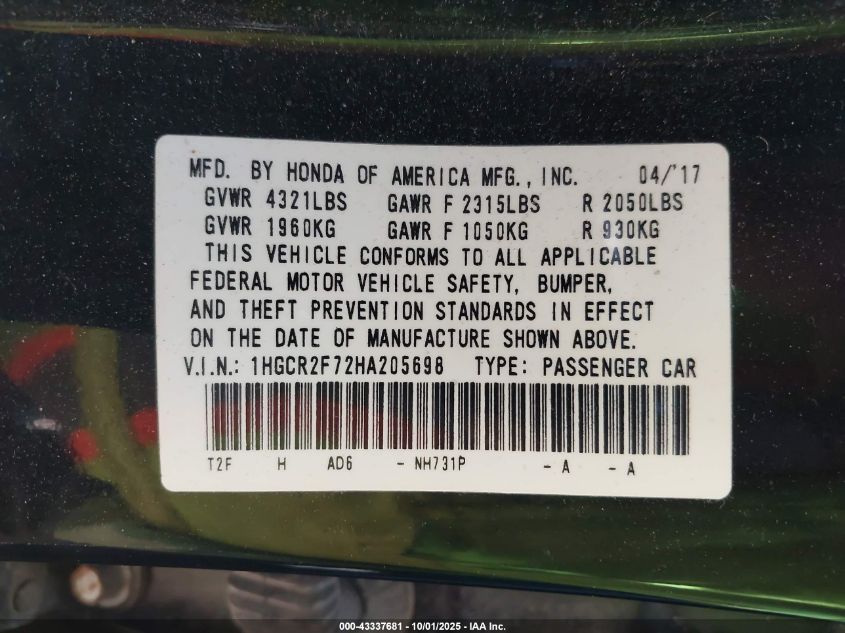 MFD. BY HONDA OF AMERICA MFG., INC. 04/'17
GVWR 4321LBS GAWR F 2315LBS R 2050LBS
GVWR 1960KG GAWR F 1050KG R 930KG
THIS VEHICLE CONFORMS TO ALL APPLICABLE
FEDERAL MOTOR VEHICLE SAFETY, BUMPER,
AND THEFT PREVENTION STANDARDS IN EFFECT
ON THE DATE OF MANUFACTURE SHOWN ABOVE.
V.I.N.: 1HGCR2F72HA205698 TYPE: PASSENGER CAR
T2F H AD6 - NH731P - A - A
000-43337681 - 10/01/2025 - IAA Inc.